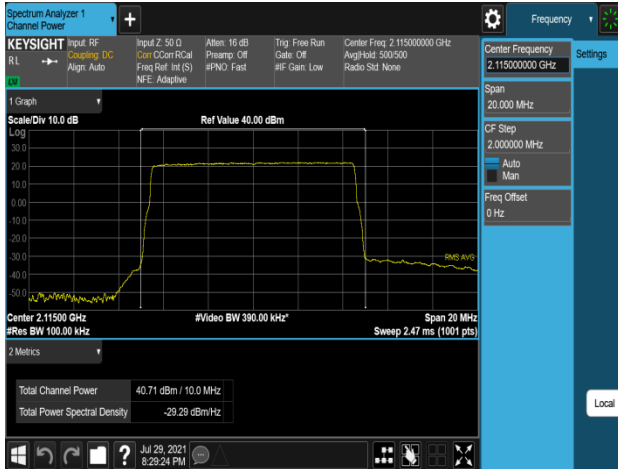 Spectrum Analyzer 1
Channel Power
Frequency
KEYSIGHT
Input: RF
Coupling: DC
Align: Auto
R L
LU
Input Z: 50 Ω
Corr CCorr RCal
Freq Ref: Int (S)
NFE: Adaptive
Atten: 16 dB
Preamp: Off
#PNO: Fast
Trig: Free Run
Gate: Off
#IF Gain: Low
Center Freq: 2.115000000 GHz
Avg|Hold: 500/500
Radio Std: None
1 Graph
Scale/Div 10.0 dB
Ref Value 40.00 dBm
Log
30.0
20.0
10.0
0.00
-10.0
-20.0
-30.0
-40.0
-50.0
RMS AVG
Center 2.11500 GHz
#Video BW 390.00 kHz*
Span 20 MHz
#Res BW 100.00 kHz
Sweep 2.47 ms (1001 pts)
2 Metrics
Total Channel Power 40.71 dBm / 10.0 MHz
Total Power Spectral Density -29.29 dBm/Hz
?
Jul 29, 2021
8:29:24 PM
Center Frequency
2.115000000 GHz
Span
20.000 MHz
CF Step
2.000000 MHz
Auto
Man
Freq Offset
0 Hz
Settings
Local